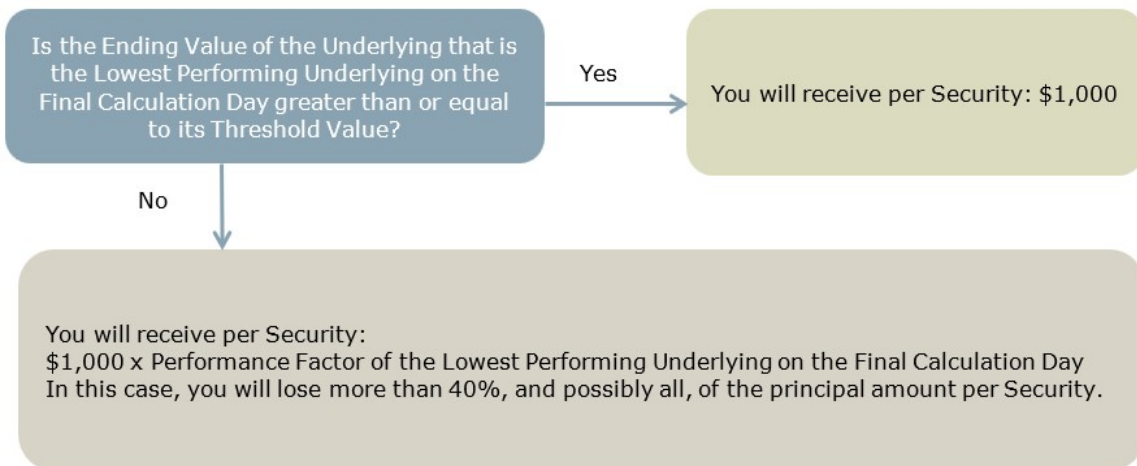 Is the Ending Value of the Underlying that is
the Lowest Performing Underlying on the
Final Calculation Day greater than or equal
to its Threshold Value?
Yes
You will receive per Security: $1,000
No
You will receive per Security:
$1,000 x Performance Factor of the Lowest Performing Underlying on the Final Calculation Day
In this case, you will lose more than 40%, and possibly all, of the principal amount per Security.